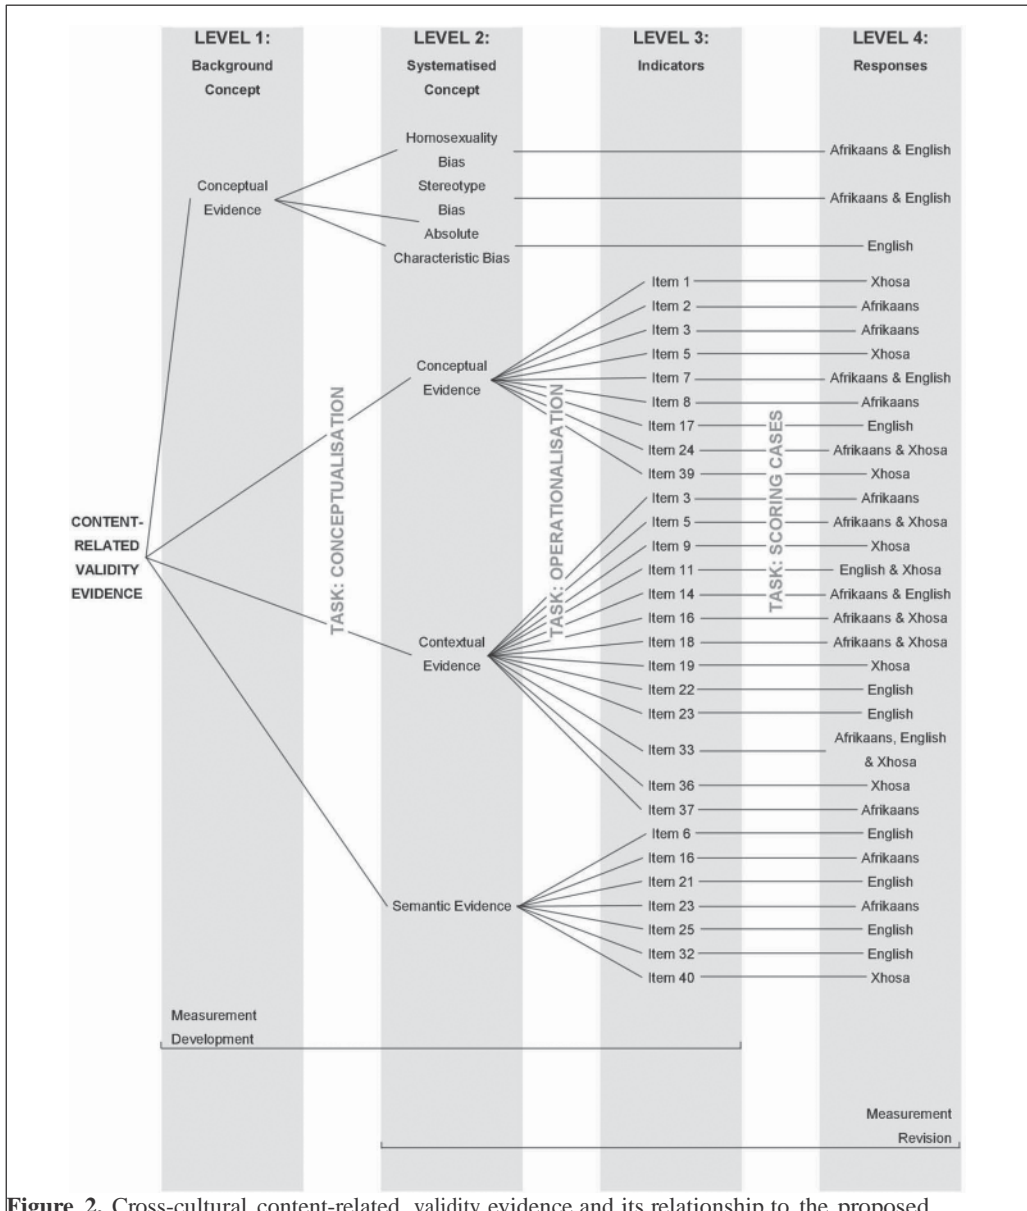 LEVEL 1:
Background
Concept
LEVEL 2:
Systematised
Concept
LEVEL 3:
Indicators
LEVEL 4:
Responses
CONTENT-
RELATED
VALIDITY
EVIDENCE
Conceptual
Evidence
Homosexuality
Bias
Stereotype
Bias
Absolute
Characteristic Bias
Afrikaans & English
Afrikaans & English
English
TASK: CONCEPTUALISATION
TASK: OPERATIONALISATION
TASK: SCORING CASES
Conceptual
Evidence
Item 1 Xhosa
Item 2 Afrikaans
Item 3 Afrikaans
Item 5 Xhosa
Item 7 Afrikaans & English
Item 8 Afrikaans
Item 17 English
Item 24 Afrikaans & Xhosa
Item 39 Xhosa
Contextual
Evidence
Item 3 Afrikaans
Item 5 Afrikaans & Xhosa
Item 9 Xhosa
Item 11 English & Xhosa
Item 14 Afrikaans & English
Item 16 Afrikaans & Xhosa
Item 18 Afrikaans & Xhosa
Item 19 Xhosa
Item 22 English
Item 23 English
Item 33 Afrikaans, English
& Xhosa
Item 36 Xhosa
Item 37 Afrikaans
Semantic Evidence
Item 6 English
Item 16 Afrikaans
Item 21 English
Item 23 Afrikaans
Item 25 English
Item 32 English
Item 40 Xhosa
Measurement
Development
Measurement
Revision
Figure 2. Cross-cultural content-related validity evidence and its relationship to the proposed